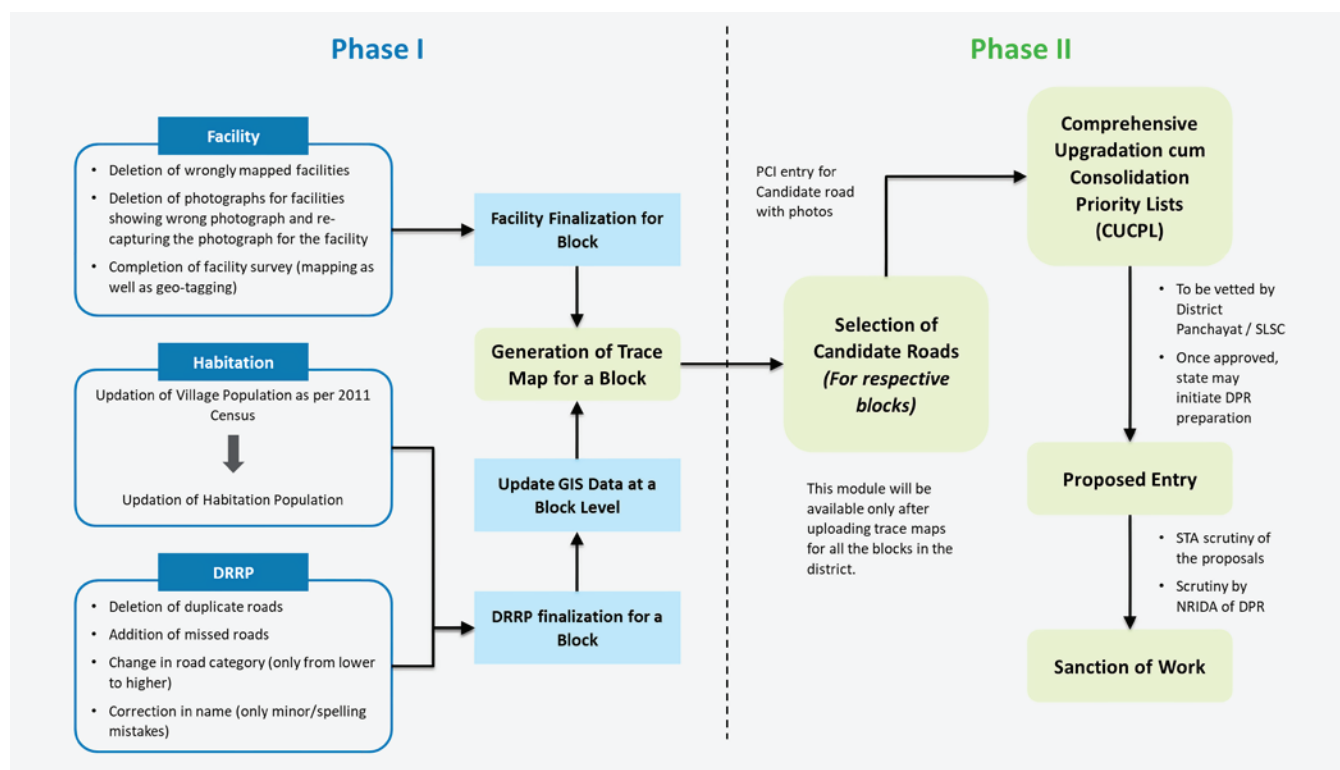 Phase I
Facility
• Deletion of wrongly mapped facilities
• Deletion of photographs for facilities
showing wrong photograph and re-
capturing the photograph for the facility
• Completion of facility survey (mapping as
well as geo-tagging)
Habitation
Updation of Village Population as per 2011
Census
Updation of Habitation Population
DRRP
• Deletion of duplicate roads
• Addition of missed roads
• Change in road category (only from lower
to higher)
• Correction in name (only minor/spelling
mistakes)
Facility Finalization for
Block
Generation of Trace
Map for a Block
Update GIS Data at a
Block Level
DRRP finalization for a
Block
Phase II
PCI entry for
Candidate road
with photos
Selection of
Candidate Roads
(For respective
blocks)
This module will be
available only after
uploading trace maps
for all the blocks in the
district.
Comprehensive
Upgradation cum
Consolidation
Priority Lists
(CUCPL)
• To be vetted by
District
Panchayat / SLSC
• Once approved,
state may
initiate DPR
preparation
Proposed Entry
• STA scrutiny of
the proposals
• Scrutiny by
NRIDA of DPR
Sanction of Work